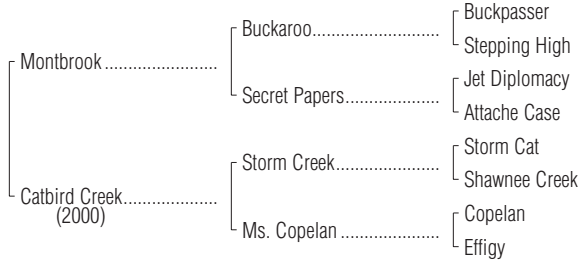 Buckpasser
Buckaroo
Stepping High
Montbrook
Jet Diplomacy
Secret Papers
Attache Case
Storm Cat
Storm Creek
Shawnee Creek
Catbird Creek
(2000)
Copelan
Ms. Copelan
Effigy